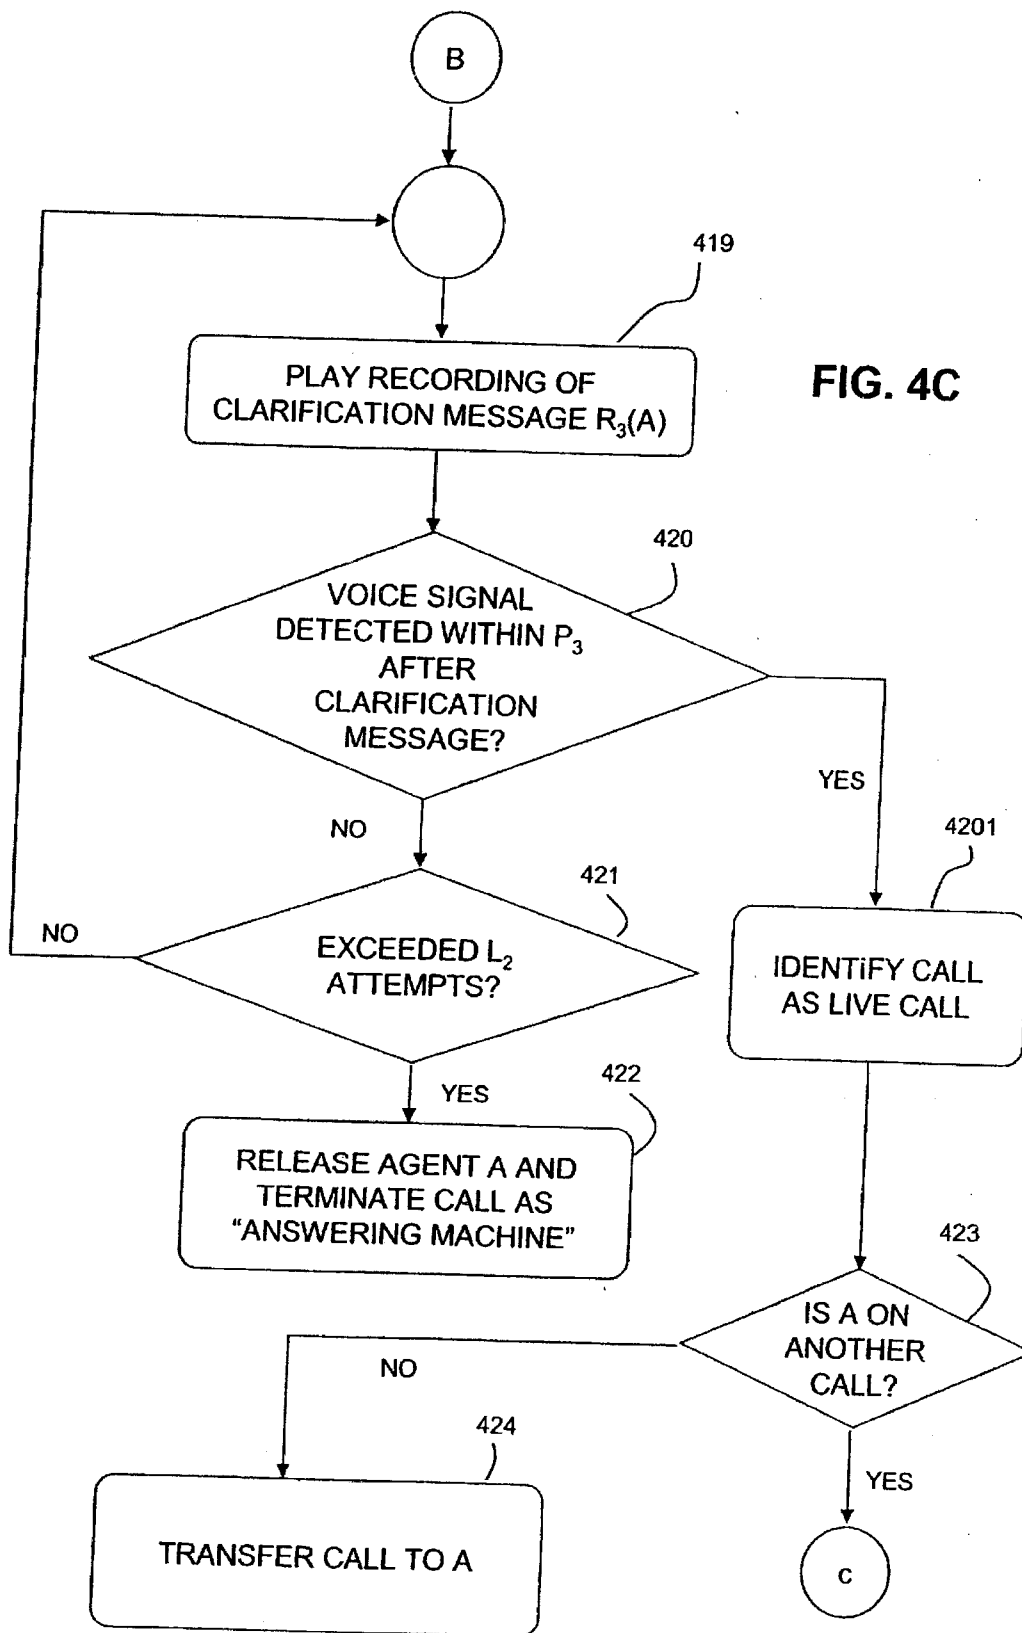 B
419
PLAY RECORDING OF
CLARIFICATION MESSAGE R3(A)
FIG. 4C
420
VOICE SIGNAL
DETECTED WITHIN P3
AFTER
CLARIFICATION
MESSAGE?
YES
NO
4201
421
NO
EXCEEDED L2
ATTEMPTS?
IDENTiFY CALL
AS LIVE CALL
YES
422
RELEASE AGENT A AND
TERMINATE CALL AS
“ANSWERING MACHINE”
423
IS A ON
ANOTHER
CALL?
NO
424
YES
TRANSFER CALL TO A
c